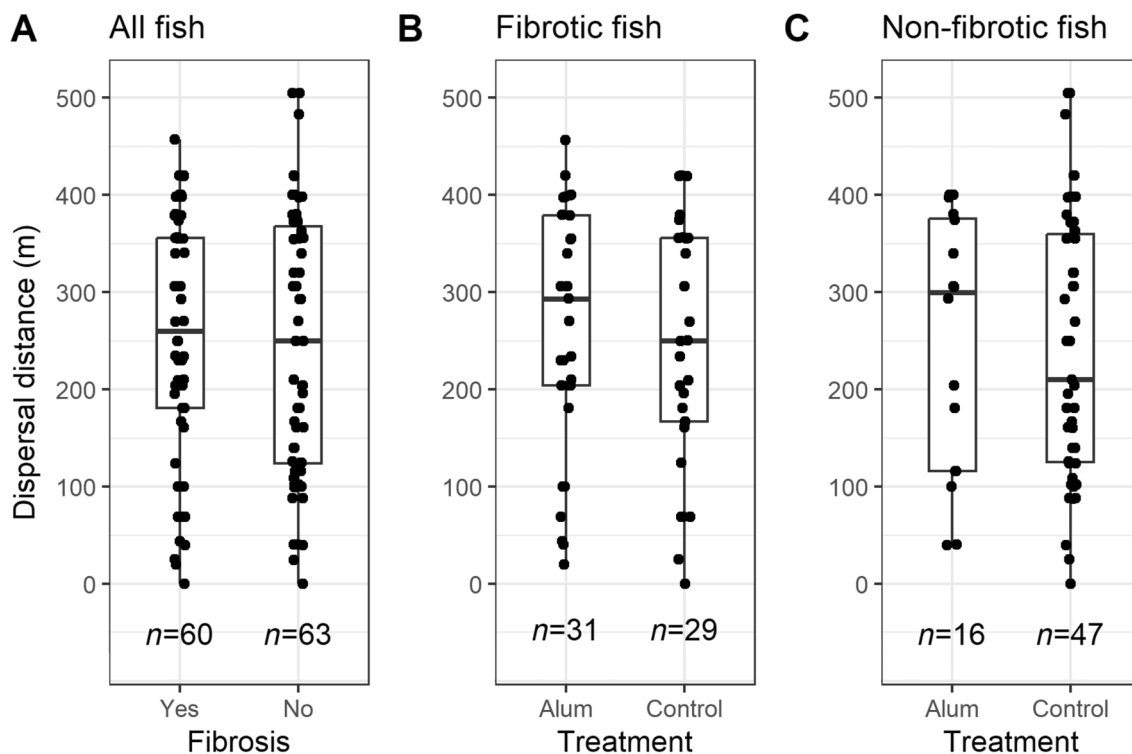 A All fish
B Fibrotic fish
C Non-fibrotic fish
Dispersal distance (m)
500
400
300
200
100
0
n=60 n=63
Yes No
Fibrosis
500
400
300
200
100
0
n=31 n=29
Alum Control
Treatment
500
400
300
200
100
0
n=16 n=47
Alum Control
Treatment